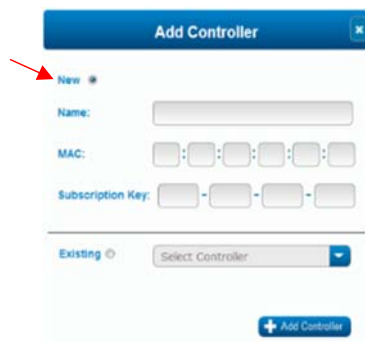 Add Controller
New
Name:
MAC: : : : : :
Subscription Key: - - -
Existing Select Controller
Add Controller